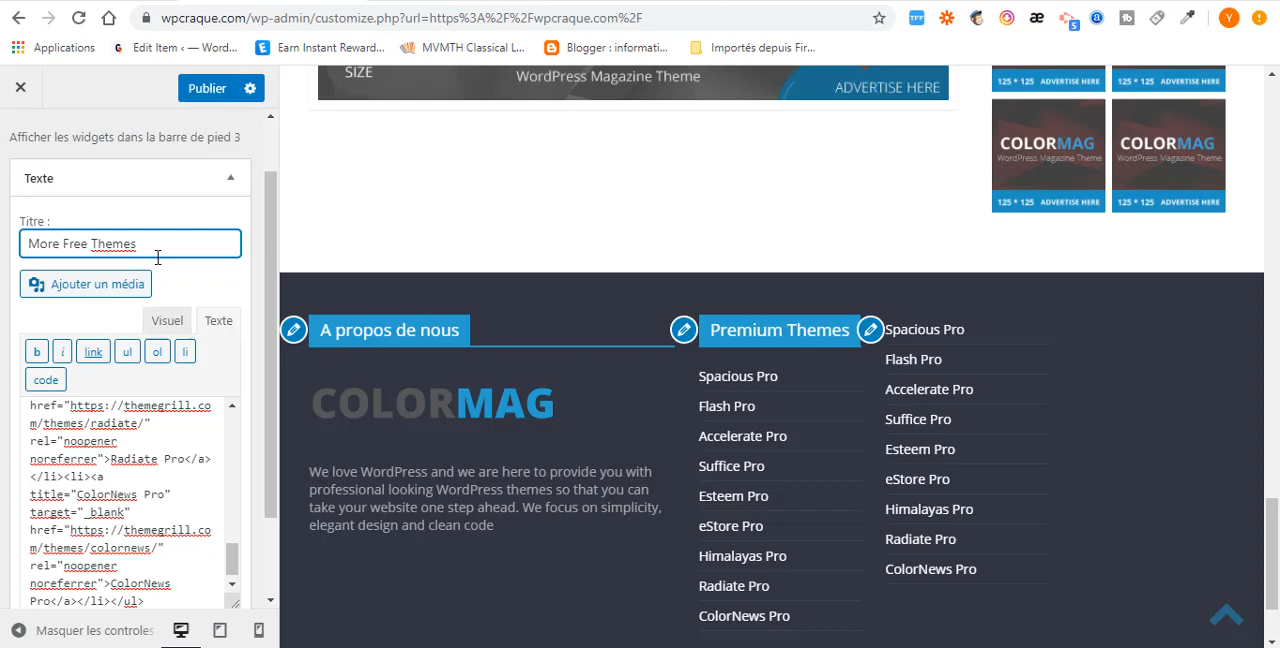 wpcraque.com/wp-admin/customize.php?url=https%3A%2F%2Fwpcraque.com%2F
TFF
æ
5
a
tb
Y
Applications
G Edit Item ‹ — Word...
E Earn Instant Reward...
MVMTH Classical L...
Blogger : informati...
Importés depuis Fir...
Publier
Afficher les widgets dans la barre de pied 3
Texte
Titre :
More Free Themes
Ajouter un média
Visuel
Texte
b
i
link
ul
ol
li
code
href="https://themegrill.co
m/themes/radiate/"
rel="noopener
noreferrer">Radiate Pro</a>
</li><li><a
title="ColorNews Pro"
target="_blank"
href="https://themegrill.co
m/themes/colornews/"
rel="noopener
noreferrer">ColorNews
Pro</a></li></ul>
Masquer les controles
SIZE
WordPress Magazine Theme
ADVERTISE HERE
125 * 125 ADVERTISE HERE
125 * 125 ADVERTISE HERE
COLORMAG
WordPress Magazine Theme
125 * 125 ADVERTISE HERE
COLORMAG
WordPress Magazine Theme
125 * 125 ADVERTISE HERE
A propos de nous
COLORMAG
We love WordPress and we are here to provide you with
professional looking WordPress themes so that you can
take your website one step ahead. We focus on simplicity,
elegant design and clean code
Premium Themes
Spacious Pro
Flash Pro
Accelerate Pro
Suffice Pro
Esteem Pro
eStore Pro
Himalayas Pro
Radiate Pro
ColorNews Pro
Spacious Pro
Flash Pro
Accelerate Pro
Suffice Pro
Esteem Pro
eStore Pro
Himalayas Pro
Radiate Pro
ColorNews Pro